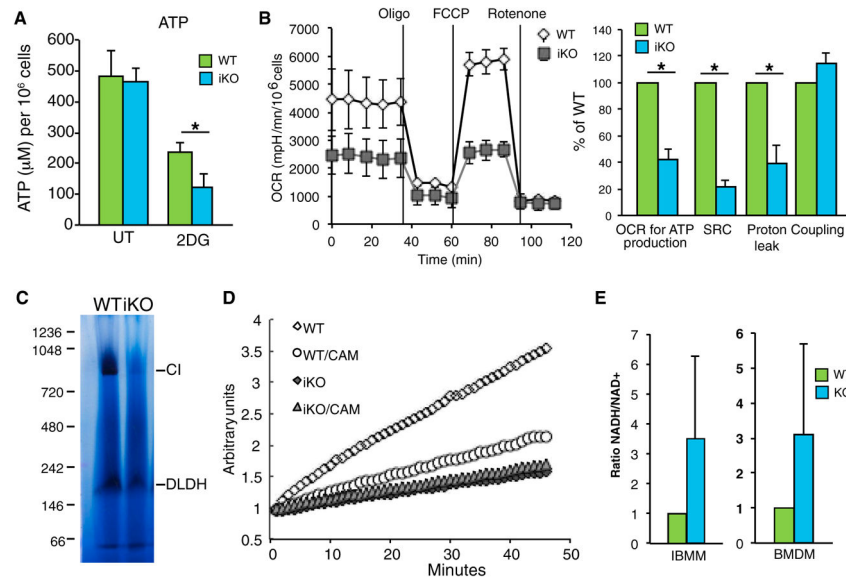 A
ATP
WT
iKO
ATP (μM) per 10⁶ cells
600
500
400
300
200
100
0
*
UT
2DG
B
Oligo
FCCP
Rotenone
WT
iKO
OCR (mpH/mn/10⁶cells)
7000
6000
5000
4000
3000
2000
1000
0
0 20 40 60 80 100 120
Time (min)
WT
iKO
% of WT
140
120
100
80
60
40
20
0
* * *
OCR for ATP production
SRC
Proton leak
Coupling
C
WT iKO
1236
1048
720
480
242
146
66
–CI
–DLDH
D
WT
WT/CAM
iKO
iKO/CAM
Arbitrary units
4
3.5
3
2.5
2
1.5
1
0.5
0 10 20 30 40 50
Minutes
E
Ratio NADH/NAD+
7
6
5
4
3
2
1
0
IBMM
6
5
4
3
2
1
0
BMDM